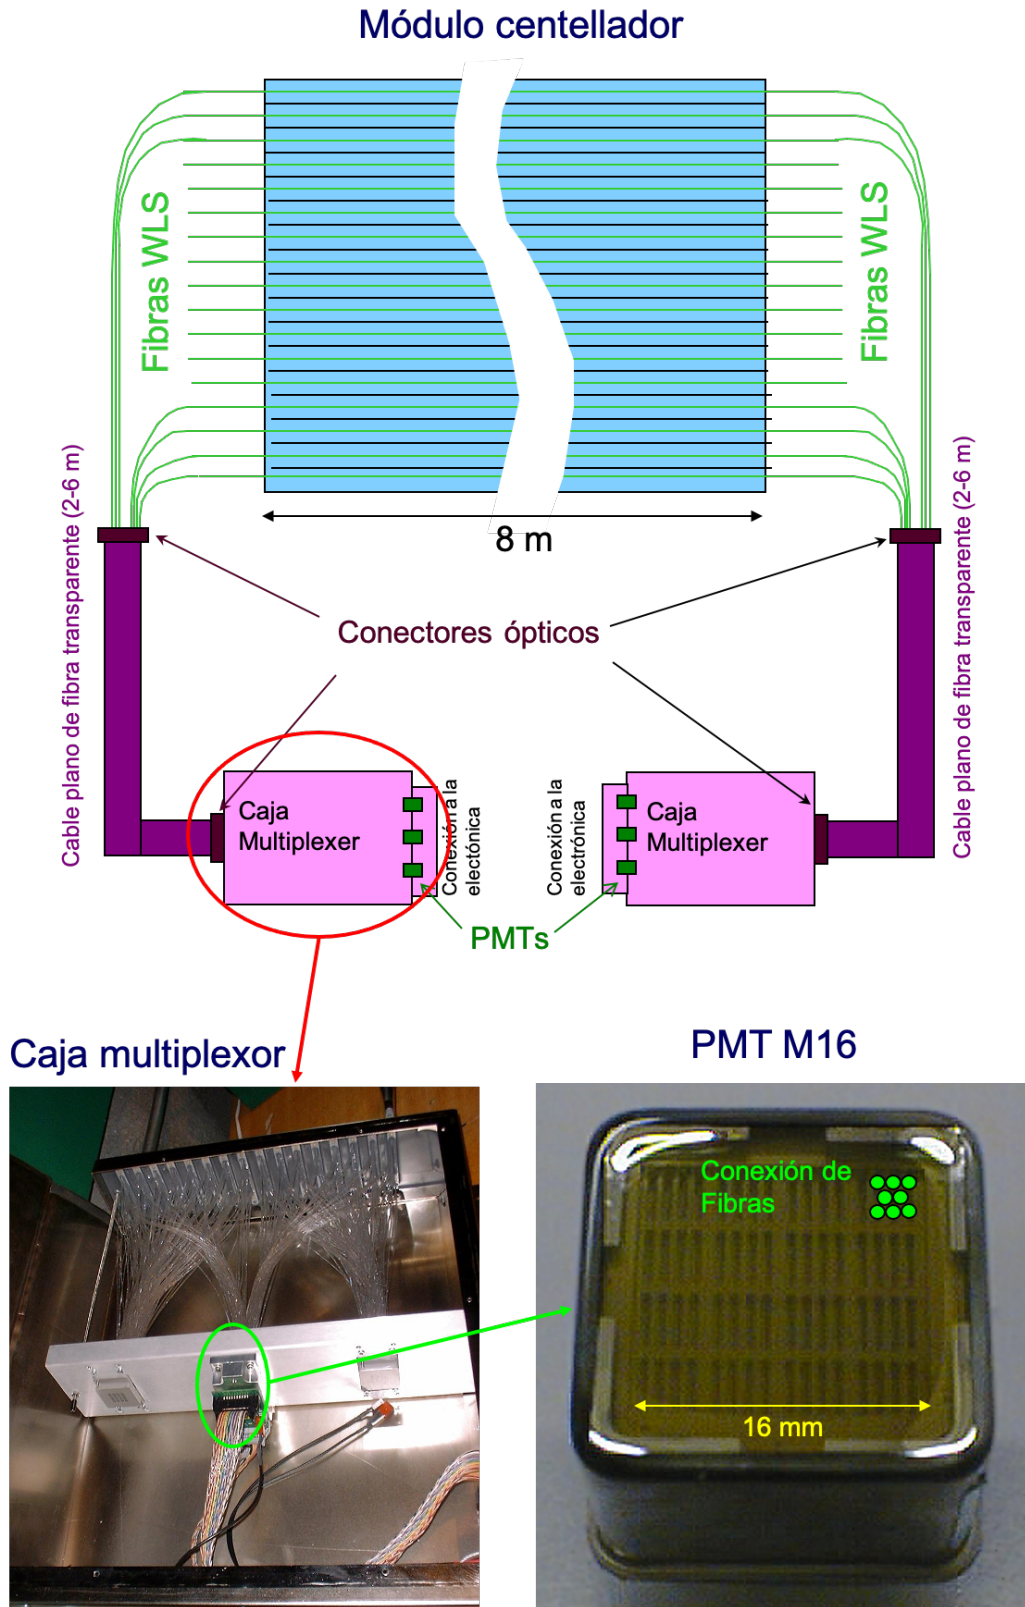 Módulo centellador
Fibras WLS
Fibras WLS
Cable plano de fibra transparente (2-6 m)
Cable plano de fibra transparente (2-6 m)
8 m
Conectores ópticos
Caja
Multiplexer
Conexión a la
electónica
Conexión a la
electrónica
Caja
Multiplexer
PMTs
Caja multiplexor
PMT M16
Conexión de
Fibras
16 mm